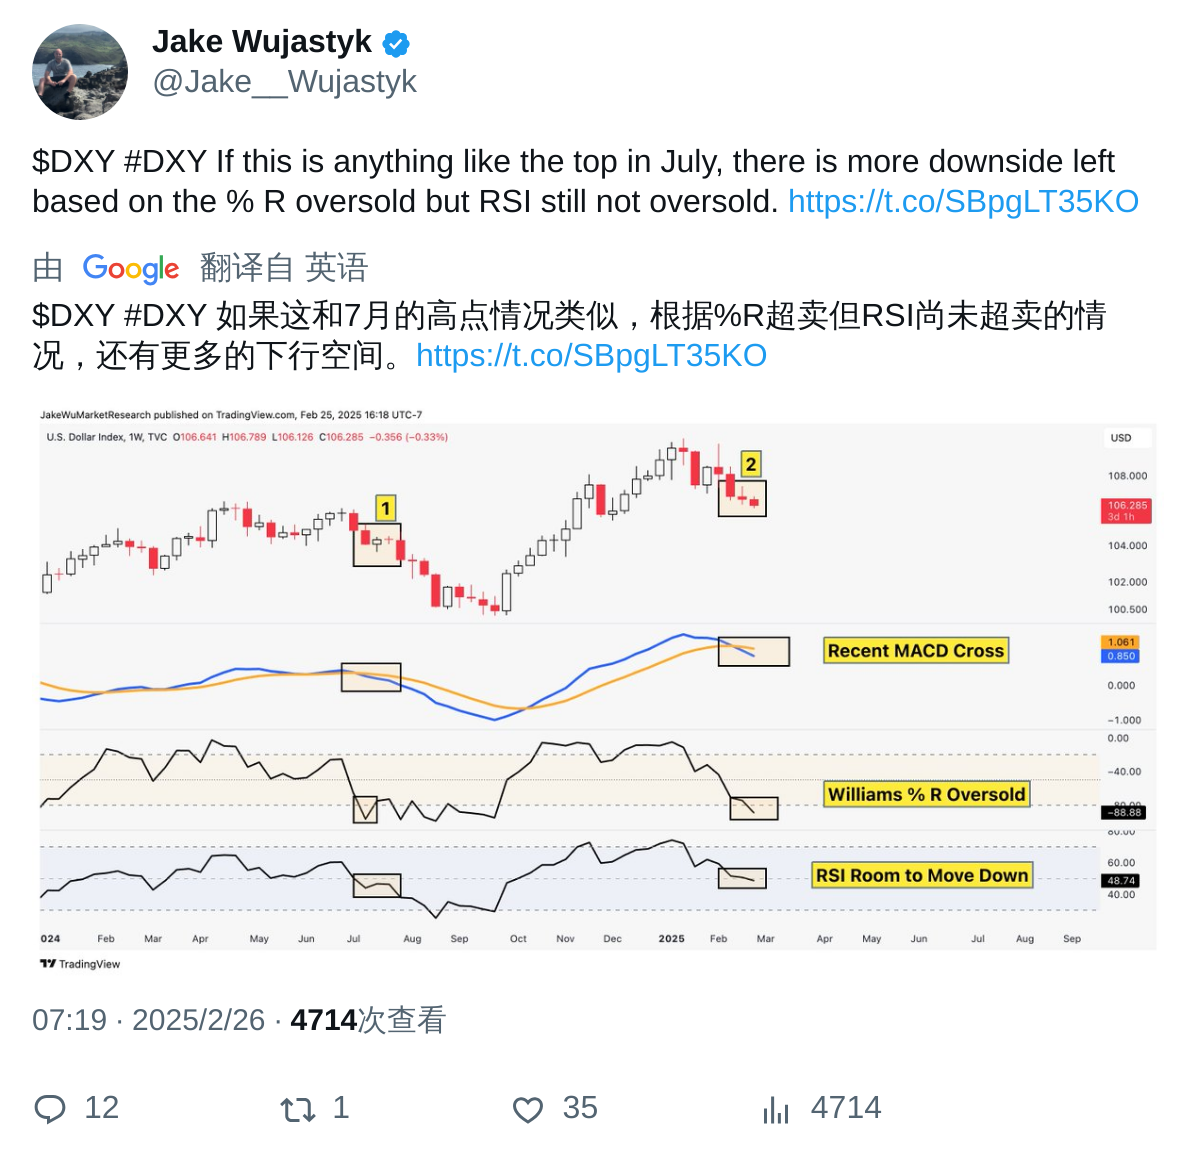 Jake Wujastyk
@Jake__Wujastyk
$DXY #DXY If this is anything like the top in July, there is more downside left
based on the % R oversold but RSI still not oversold. https://t.co/SBpgLT35KO
由 Google 翻译自 英语
$DXY #DXY 如果这和7月的高点情况类似，根据%R超卖但RSI尚未超卖的情
况，还有更多的下行空间。https://t.co/SBpgLT35KO
JakeWuMarketResearch published on TradingView.com, Feb 25, 2025 16:18 UTC-7
U.S. Dollar Index, 1W, TVC O106.641 H106.789 L106.126 C106.285 −0.356 (−0.33%)
USD
2
108.000
1
106.285
3d 1h
104.000
102.000
100.500
Recent MACD Cross
1.061
0.850
0.000
−1.000
0.00
−40.00
Williams % R Oversold
−80.00
−88.88
80.00
60.00
RSI Room to Move Down
48.74
40.00
024 Feb Mar Apr May Jun Jul Aug Sep Oct Nov Dec 2025 Feb Mar Apr May Jun Jul Aug Sep
TradingView
07:19 · 2025/2/26 · 4714次查看
12 1 35 4714